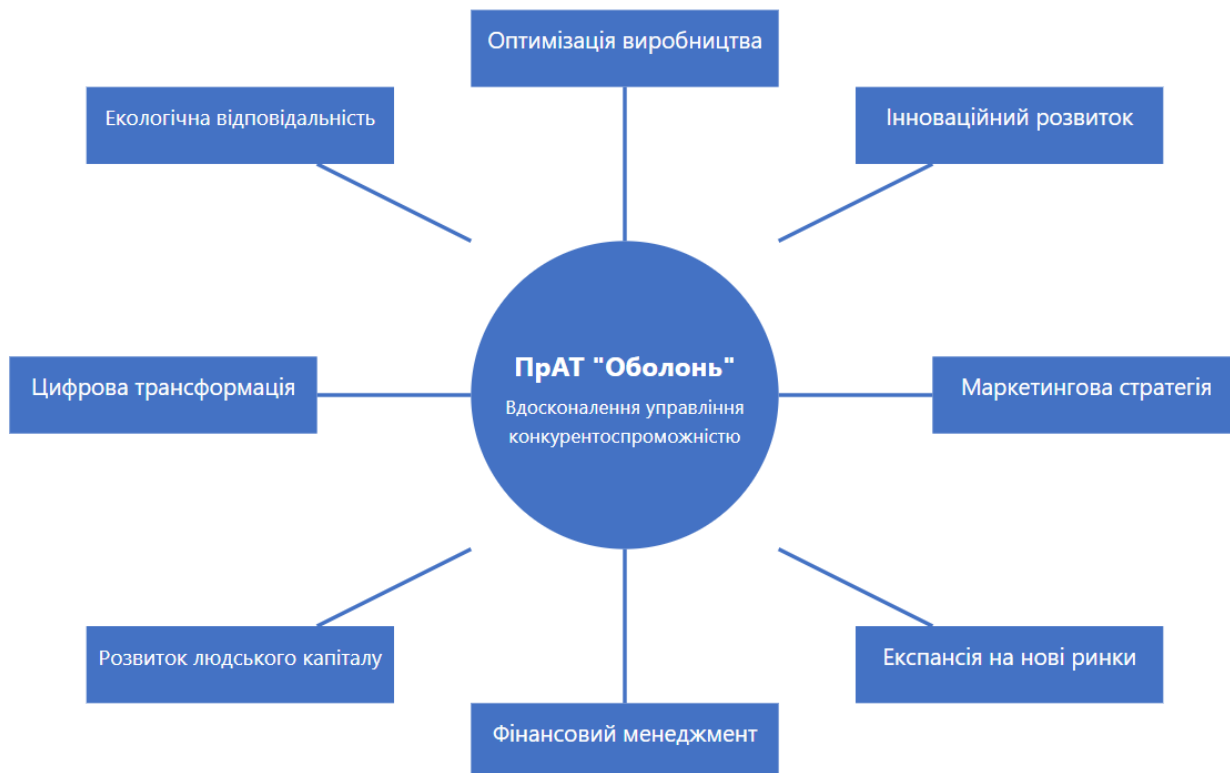 Оптимізація виробництва
Екологічна відповідальність
Інноваційний розвиток
ПрАТ "Оболонь"
Вдосконалення управління
конкурентоспроможністю
Цифрова трансформація
Маркетингова стратегія
Розвиток людського капіталу
Експансія на нові ринки
Фінансовий менеджмент